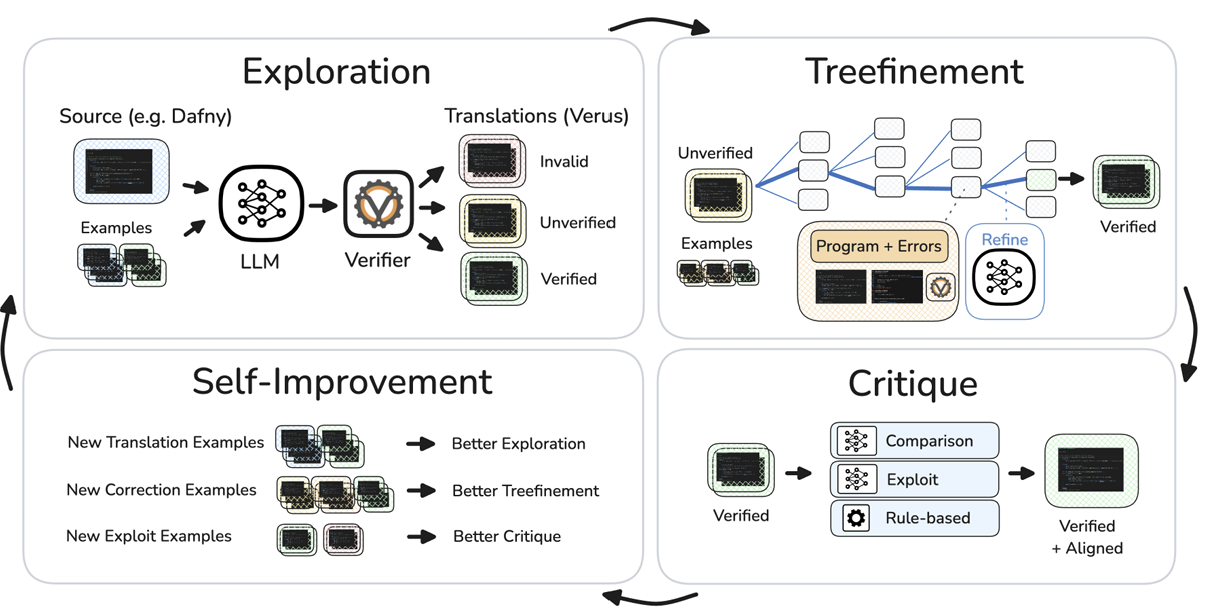 Exploration
Source (e.g. Dafny)
Translations (Verus)
Invalid
Unverified
Examples
LLM
Verifier
Verified
Treefinement
Unverified
Examples
Program + Errors
Refine
Verified
Self-Improvement
New Translation Examples
Better Exploration
New Correction Examples
Better Treefinement
New Exploit Examples
Better Critique
Critique
Verified
Comparison
Exploit
Rule-based
Verified
+ Aligned